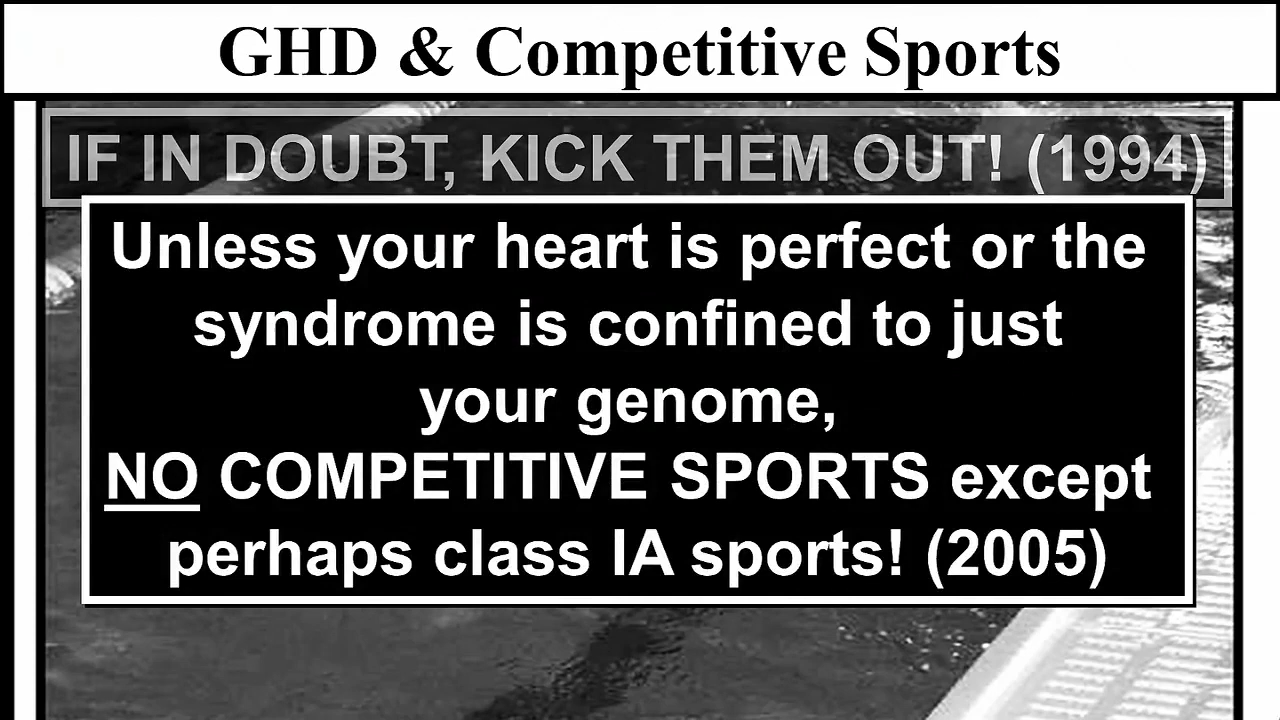 GHD & Competitive Sports
IF IN DOUBT, KICK THEM OUT! (1994)
Unless your heart is perfect or the
syndrome is confined to just
your genome,
NO COMPETITIVE SPORTS except
perhaps class IA sports! (2005)